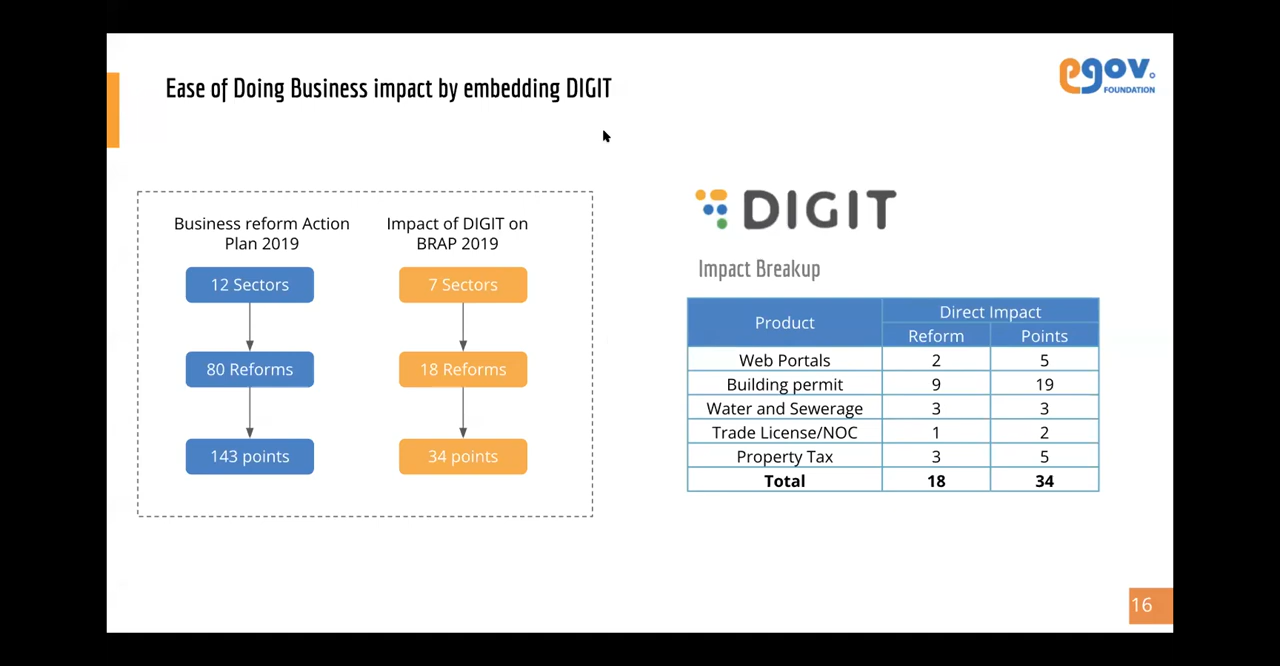 Ease of Doing Business impact by embedding DIGIT
egov.
FOUNDATION
Business reform Action
Plan 2019
12 Sectors
80 Reforms
143 points
Impact of DIGIT on
BRAP 2019
7 Sectors
18 Reforms
34 points
DIGIT
Impact Breakup
Product Direct Impact
Reform Points
Web Portals 2 5
Building permit 9 19
Water and Sewerage 3 3
Trade License/NOC 1 2
Property Tax 3 5
Total 18 34
16